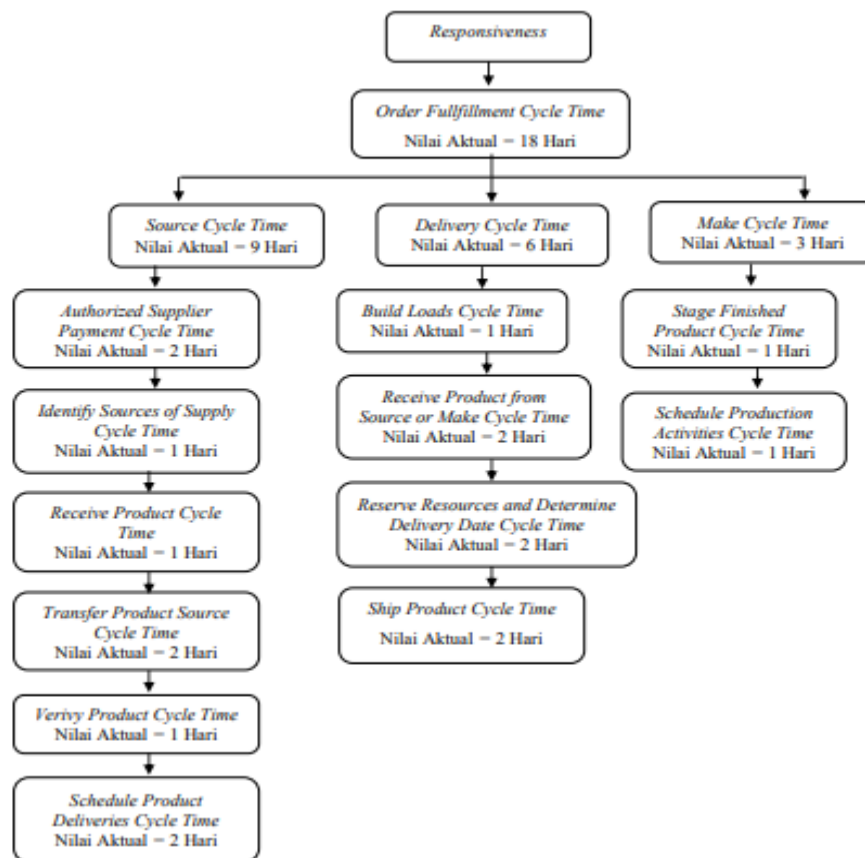 Responsiveness
Order Fullfillment Cycle Time
Nilai Aktual = 18 Hari
Source Cycle Time
Nilai Aktual = 9 Hari
Authorized Supplier
Payment Cycle Time
Nilai Aktual = 2 Hari
Identify Sources of Supply
Cycle Time
Nilai Aktual = 1 Hari
Receive Product Cycle
Time
Nilai Aktual = 1 Hari
Transfer Product Source
Cycle Time
Nilai Aktual = 2 Hari
Verivy Product Cycle Time
Nilai Aktual = 1 Hari
Schedule Product
Deliveries Cycle Time
Nilai Aktual = 2 Hari
Delivery Cycle Time
Nilai Aktual = 6 Hari
Build Loads Cycle Time
Nilai Aktual = 1 Hari
Receive Product from
Source or Make Cycle Time
Nilai Aktual = 2 Hari
Reserve Resources and Determine
Delivery Date Cycle Time
Nilai Aktual = 2 Hari
Ship Product Cycle Time
Nilai Aktual = 2 Hari
Make Cycle Time
Nilai Aktual = 3 Hari
Stage Finished
Product Cycle Time
Nilai Aktual = 1 Hari
Schedule Production
Activities Cycle Time
Nilai Aktual = 1 Hari